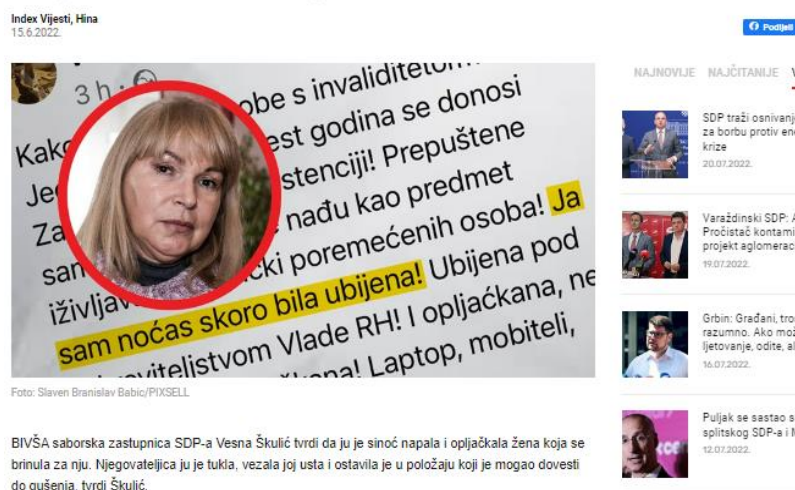 Index Vijesti, Hina
15.6.2022.
Podijeli
3 h ·
obe s invaliditetom
Kak
est godina se donosi
Je
stenciji! Prepuštene
Za
nađu kao predmet
san
čki poremećenih osoba! Ja
iživljav
sam noćas skoro bila ubijena! Ubijena pod
aviteljstvom Vlade RH! I opljačkana, ne
Laptop, mobiteli,
Foto: Slaven Branislav Babic/PIXSELL
BIVŠA saborska zastupnica SDP-a Vesna Škulić tvrdi da ju je sinoć napala i opljačkala žena koja se
brinula za nju. Njegovateljica ju je tukla, vezala joj usta i ostavila je u položaju koji je mogao dovesti
do gušenja, tvrdi Škulić.
NAJNOVIJE NAJČITANIJE V
SDP traži osnivanj
za borbu protiv en
krize
20.07.2022.
Varaždinski SDP: A
Pročistač kontami
projekt aglomerac
19.07.2022.
Grbin: Građani, tro
razumno. Ako mož
ljetovanje, odite, al
16.07.2022.
Puljak se sastao s
splitskog SDP-a i M
12.07.2022.